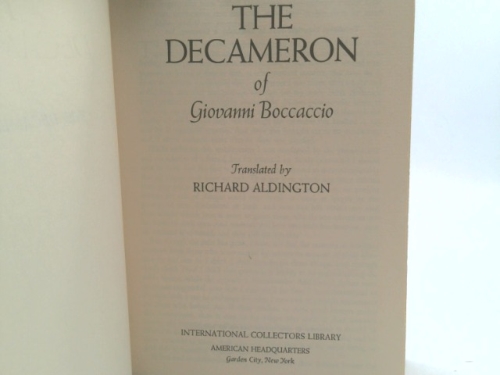 THE
DECAMERON
of
Giovanni Boccaccio
Translated by
RICHARD ALDINGTON
INTERNATIONAL COLLECTORS LIBRARY
AMERICAN HEADQUARTERS
Garden City, New York